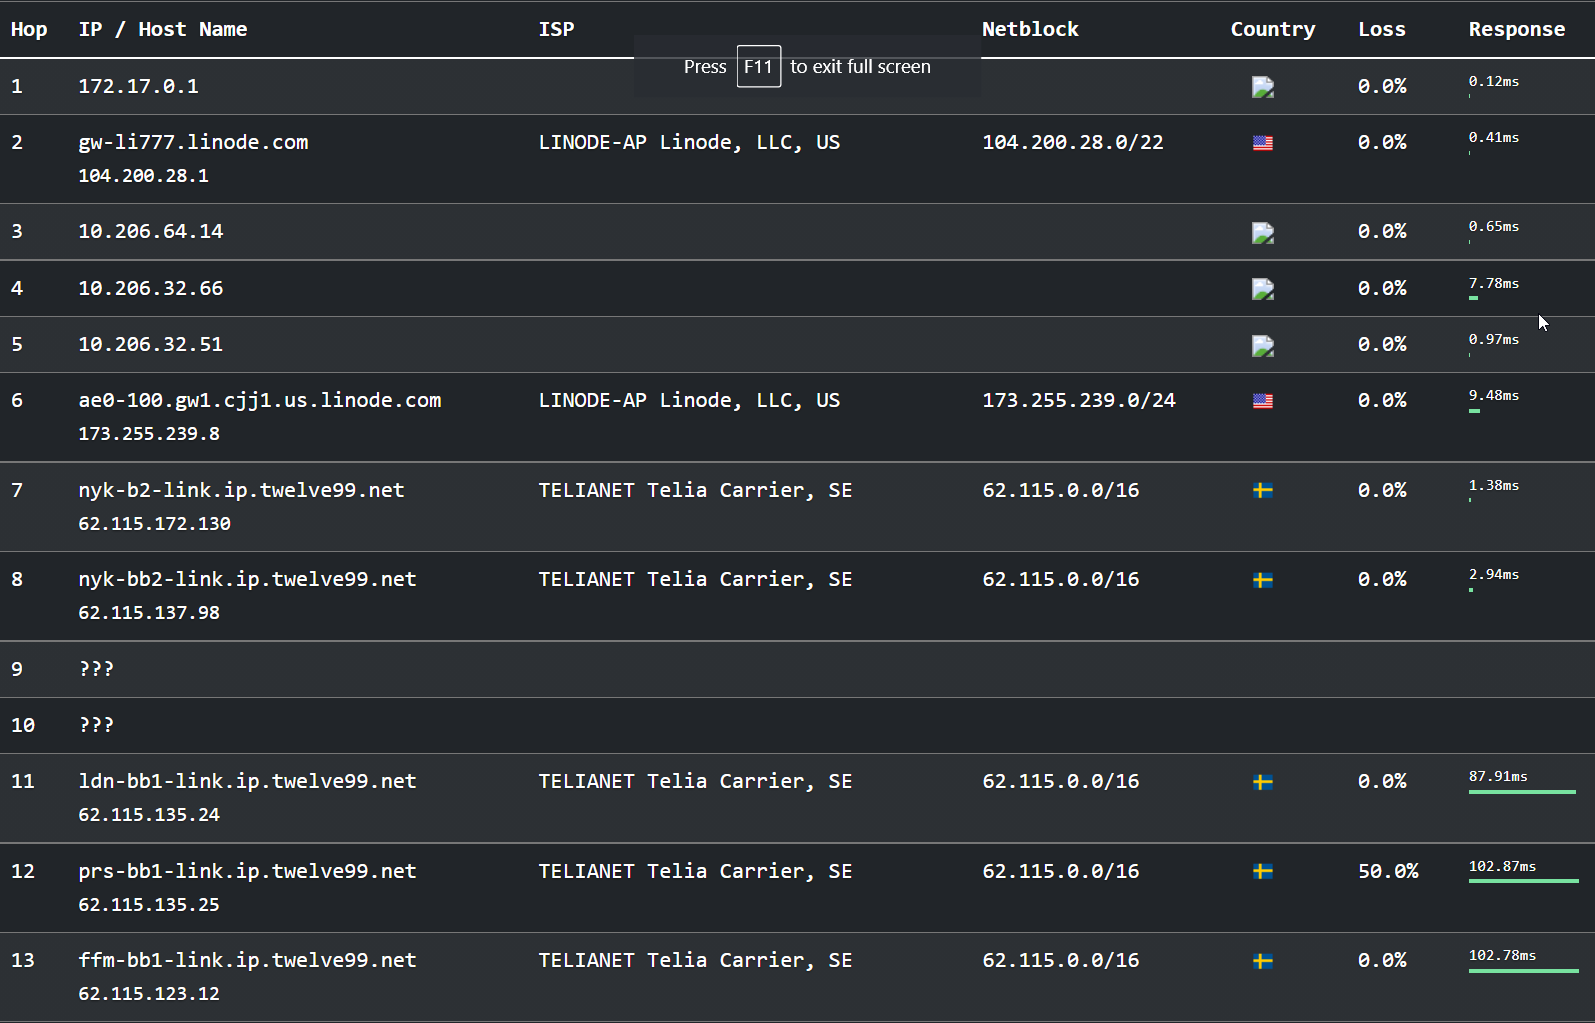 Hop IP / Host Name ISP Netblock Country Loss Response
Press F11 to exit full screen
1 172.17.0.1 0.0% 0.12ms
2 gw-li777.linode.com LINODE-AP Linode, LLC, US 104.200.28.0/22 0.0% 0.41ms
104.200.28.1
3 10.206.64.14 0.0% 0.65ms
4 10.206.32.66 0.0% 7.78ms
5 10.206.32.51 0.0% 0.97ms
6 ae0-100.gw1.cjj1.us.linode.com LINODE-AP Linode, LLC, US 173.255.239.0/24 0.0% 9.48ms
173.255.239.8
7 nyk-b2-link.ip.twelve99.net TELIANET Telia Carrier, SE 62.115.0.0/16 0.0% 1.38ms
62.115.172.130
8 nyk-bb2-link.ip.twelve99.net TELIANET Telia Carrier, SE 62.115.0.0/16 0.0% 2.94ms
62.115.137.98
9 ???
10 ???
11 ldn-bb1-link.ip.twelve99.net TELIANET Telia Carrier, SE 62.115.0.0/16 0.0% 87.91ms
62.115.135.24
12 prs-bb1-link.ip.twelve99.net TELIANET Telia Carrier, SE 62.115.0.0/16 50.0% 102.87ms
62.115.135.25
13 ffm-bb1-link.ip.twelve99.net TELIANET Telia Carrier, SE 62.115.0.0/16 0.0% 102.78ms
62.115.123.12